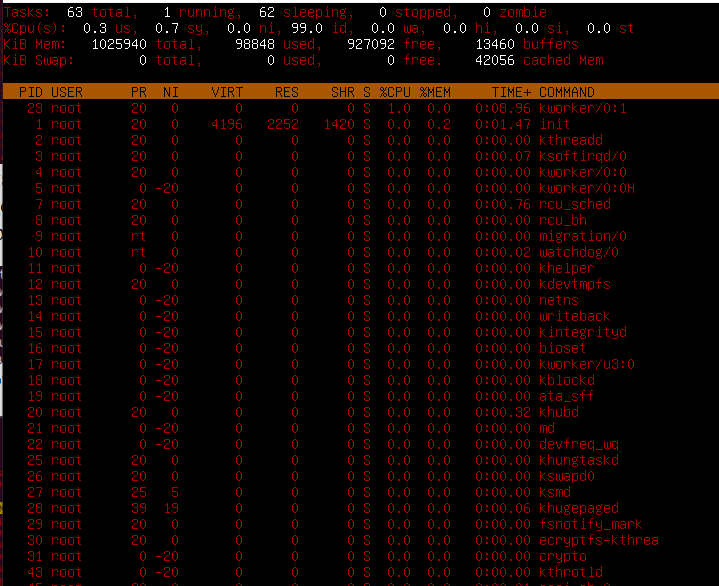 Tasks:  63 total,   1 running,  62 sleeping,   0 stopped,   0 zombie
%Cpu(s):  0.3 us,  0.7 sy,  0.0 ni, 99.0 id,  0.0 wa,  0.0 hi,  0.0 si,  0.0 st
KiB Mem:   1025940 total,    98848 used,   927092 free,    13460 buffers
KiB Swap:        0 total,        0 used,        0 free.    42056 cached Mem
PID USER      PR  NI    VIRT    RES    SHR S %CPU %MEM     TIME+ COMMAND
23 root      20   0       0      0      0 S  1.0  0.0   0:08.96 kworker/0:1
1 root      20   0    4196   2252   1420 S  0.0  0.2   0:01.47 init
2 root      20   0       0      0      0 S  0.0  0.0   0:00.00 kthreadd
3 root      20   0       0      0      0 S  0.0  0.0   0:00.07 ksoftirqd/0
4 root      20   0       0      0      0 S  0.0  0.0   0:00.00 kworker/0:0
5 root       0 -20       0      0      0 S  0.0  0.0   0:00.00 kworker/0:0H
7 root      20   0       0      0      0 S  0.0  0.0   0:00.76 rcu_sched
8 root      20   0       0      0      0 S  0.0  0.0   0:00.00 rcu_bh
9 root      rt   0       0      0      0 S  0.0  0.0   0:00.00 migration/0
10 root      rt   0       0      0      0 S  0.0  0.0   0:00.02 watchdog/0
11 root       0 -20       0      0      0 S  0.0  0.0   0:00.00 khelper
12 root      20   0       0      0      0 S  0.0  0.0   0:00.00 kdevtmpfs
13 root       0 -20       0      0      0 S  0.0  0.0   0:00.00 netns
14 root       0 -20       0      0      0 S  0.0  0.0   0:00.00 writeback
15 root       0 -20       0      0      0 S  0.0  0.0   0:00.00 kintegrityd
16 root       0 -20       0      0      0 S  0.0  0.0   0:00.00 bioset
17 root       0 -20       0      0      0 S  0.0  0.0   0:00.00 kworker/u3:0
18 root       0 -20       0      0      0 S  0.0  0.0   0:00.00 kblockd
19 root       0 -20       0      0      0 S  0.0  0.0   0:00.00 ata_sff
20 root      20   0       0      0      0 S  0.0  0.0   0:00.32 khubd
21 root       0 -20       0      0      0 S  0.0  0.0   0:00.00 md
22 root       0 -20       0      0      0 S  0.0  0.0   0:00.00 devfreq_wq
25 root      20   0       0      0      0 S  0.0  0.0   0:00.00 khungtaskd
26 root      20   0       0      0      0 S  0.0  0.0   0:00.00 kswapd0
27 root      25   5       0      0      0 S  0.0  0.0   0:00.00 ksmd
28 root      39  19       0      0      0 S  0.0  0.0   0:00.06 khugepaged
29 root      20   0       0      0      0 S  0.0  0.0   0:00.00 fsnotify_mark
30 root      20   0       0      0      0 S  0.0  0.0   0:00.00 ecryptfs-kthrea
31 root       0 -20       0      0      0 S  0.0  0.0   0:00.00 crypto
43 root       0 -20       0      0      0 S  0.0  0.0   0:00.00 kthrotld